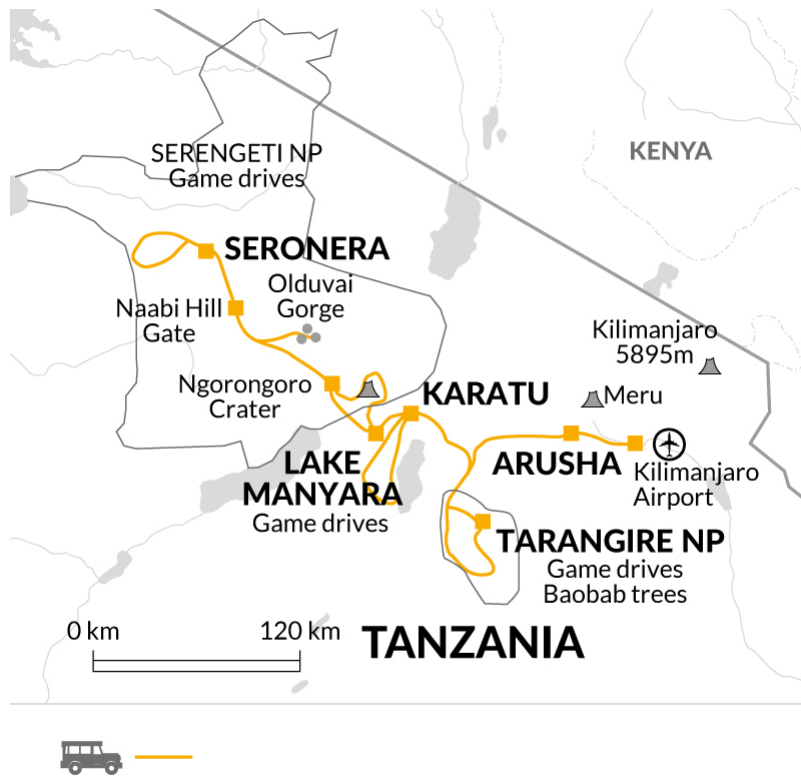 KENYA
SERENGETI NP
Game drives
SERONERA
Olduvai
Gorge
Naabi Hill
Gate
Kilimanjaro
5895m
Ngorongoro
Crater
KARATU
Meru
LAKE
MANYARA
Game drives
ARUSHA
Kilimanjaro
Airport
TARANGIRE NP
Game drives
Baobab trees
0 km
120 km
TANZANIA